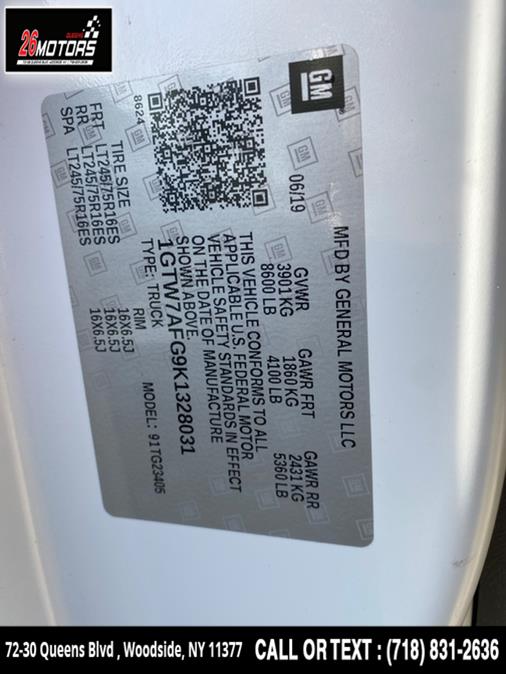 QUEENS
26MOTORS
GM
MFD BY GENERAL MOTORS LLC
06/19
GVWR GAWR FRT GAWR RR
3901 KG 1860 KG 2431 KG
8600 LB 4100 LB 5360 LB
THIS VEHICLE CONFORMS TO ALL
APPLICABLE U.S. FEDERAL MOTOR
VEHICLE SAFETY STANDARDS IN EFFECT
ON THE DATE OF MANUFACTURE
SHOWN ABOVE.
1GTW7AFG9K1328031
TYPE: TRUCK MODEL: 91TG23405
8624
TIRE SIZE RIM
FRT LT245/75R16ES 16X6.5J
RR LT245/75R16ES 16X6.5J
SPA LT245/75R16ES 16X6.5J
72-30 Queens Blvd , Woodside, NY 11377 CALL OR TEXT : (718) 831-2636